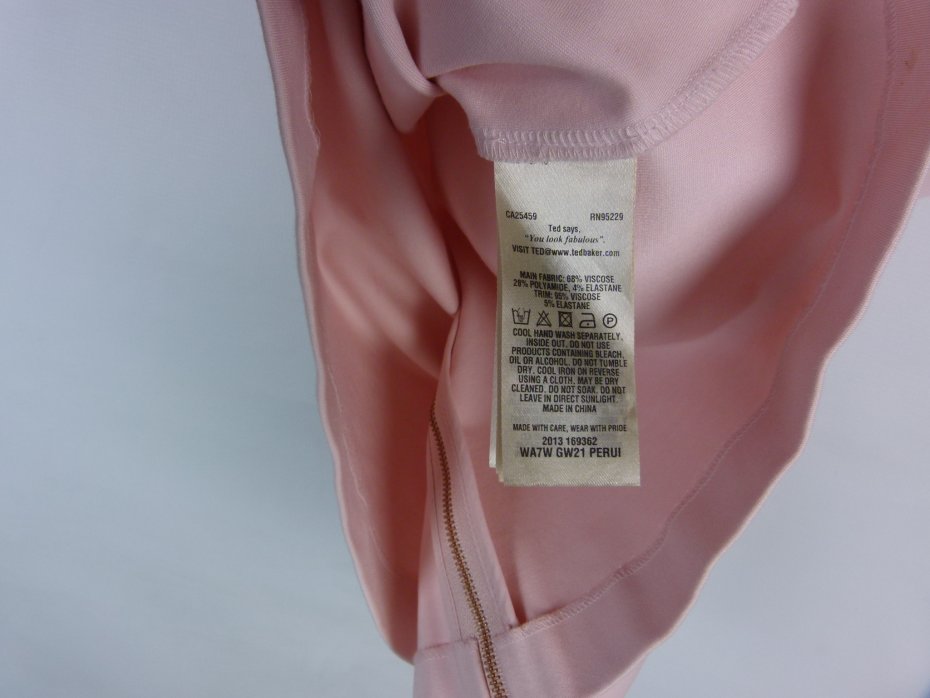 CA25459 RN95229
Ted says,
"You look fabulous".
VISIT TED@www.tedbaker.com
MAIN FABRIC: 68% VISCOSE
28% POLYAMIDE, 4% ELASTANE
TRIM: 95% VISCOSE
5% ELASTANE
P
COOL HAND WASH SEPARATELY,
INSIDE OUT. DO NOT USE
PRODUCTS CONTAINING BLEACH,
OIL OR ALCOHOL. DO NOT TUMBLE
DRY. COOL IRON ON REVERSE
USING A CLOTH. MAY BE DRY
CLEANED. DO NOT SOAK. DO NOT
LEAVE IN DIRECT SUNLIGHT.
MADE IN CHINA
MADE WITH CARE, WEAR WITH PRIDE
2013 169362
WA7W GW21 PERUI